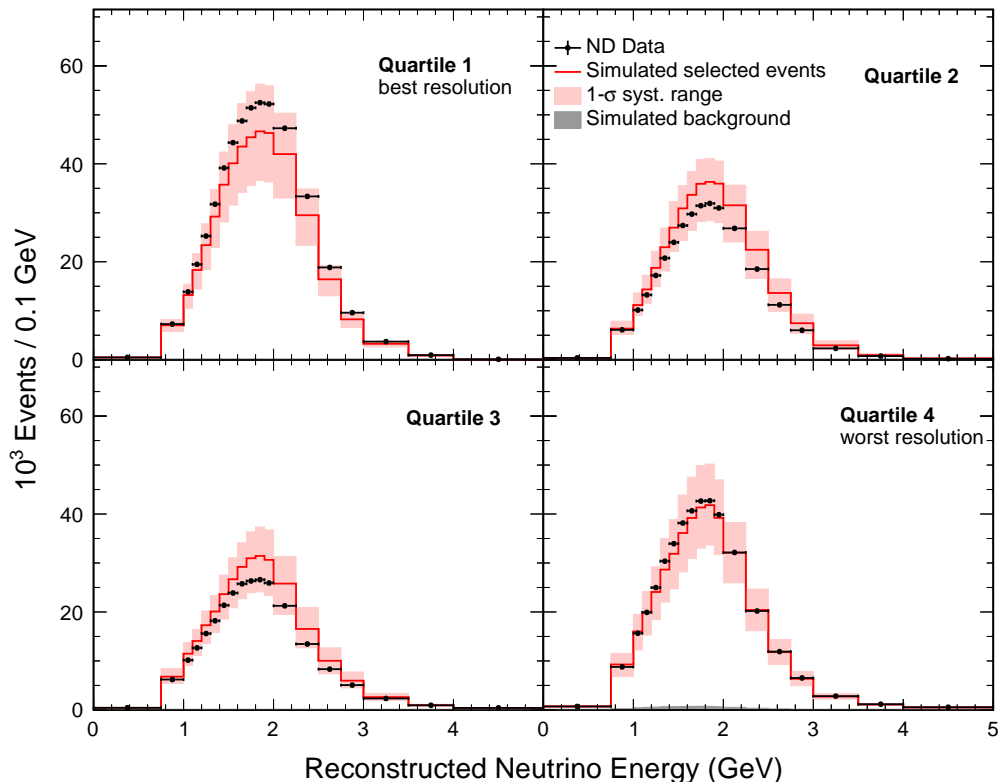 60
40
20
0
Quartile 1
best resolution
ND Data
Simulated selected events
1-σ syst. range
Simulated background
Quartile 2
60
40
20
0
Quartile 3
Quartile 4
worst resolution
0 1 2 3 4
0 1 2 3 4 5
10³ Events / 0.1 GeV
Reconstructed Neutrino Energy (GeV)